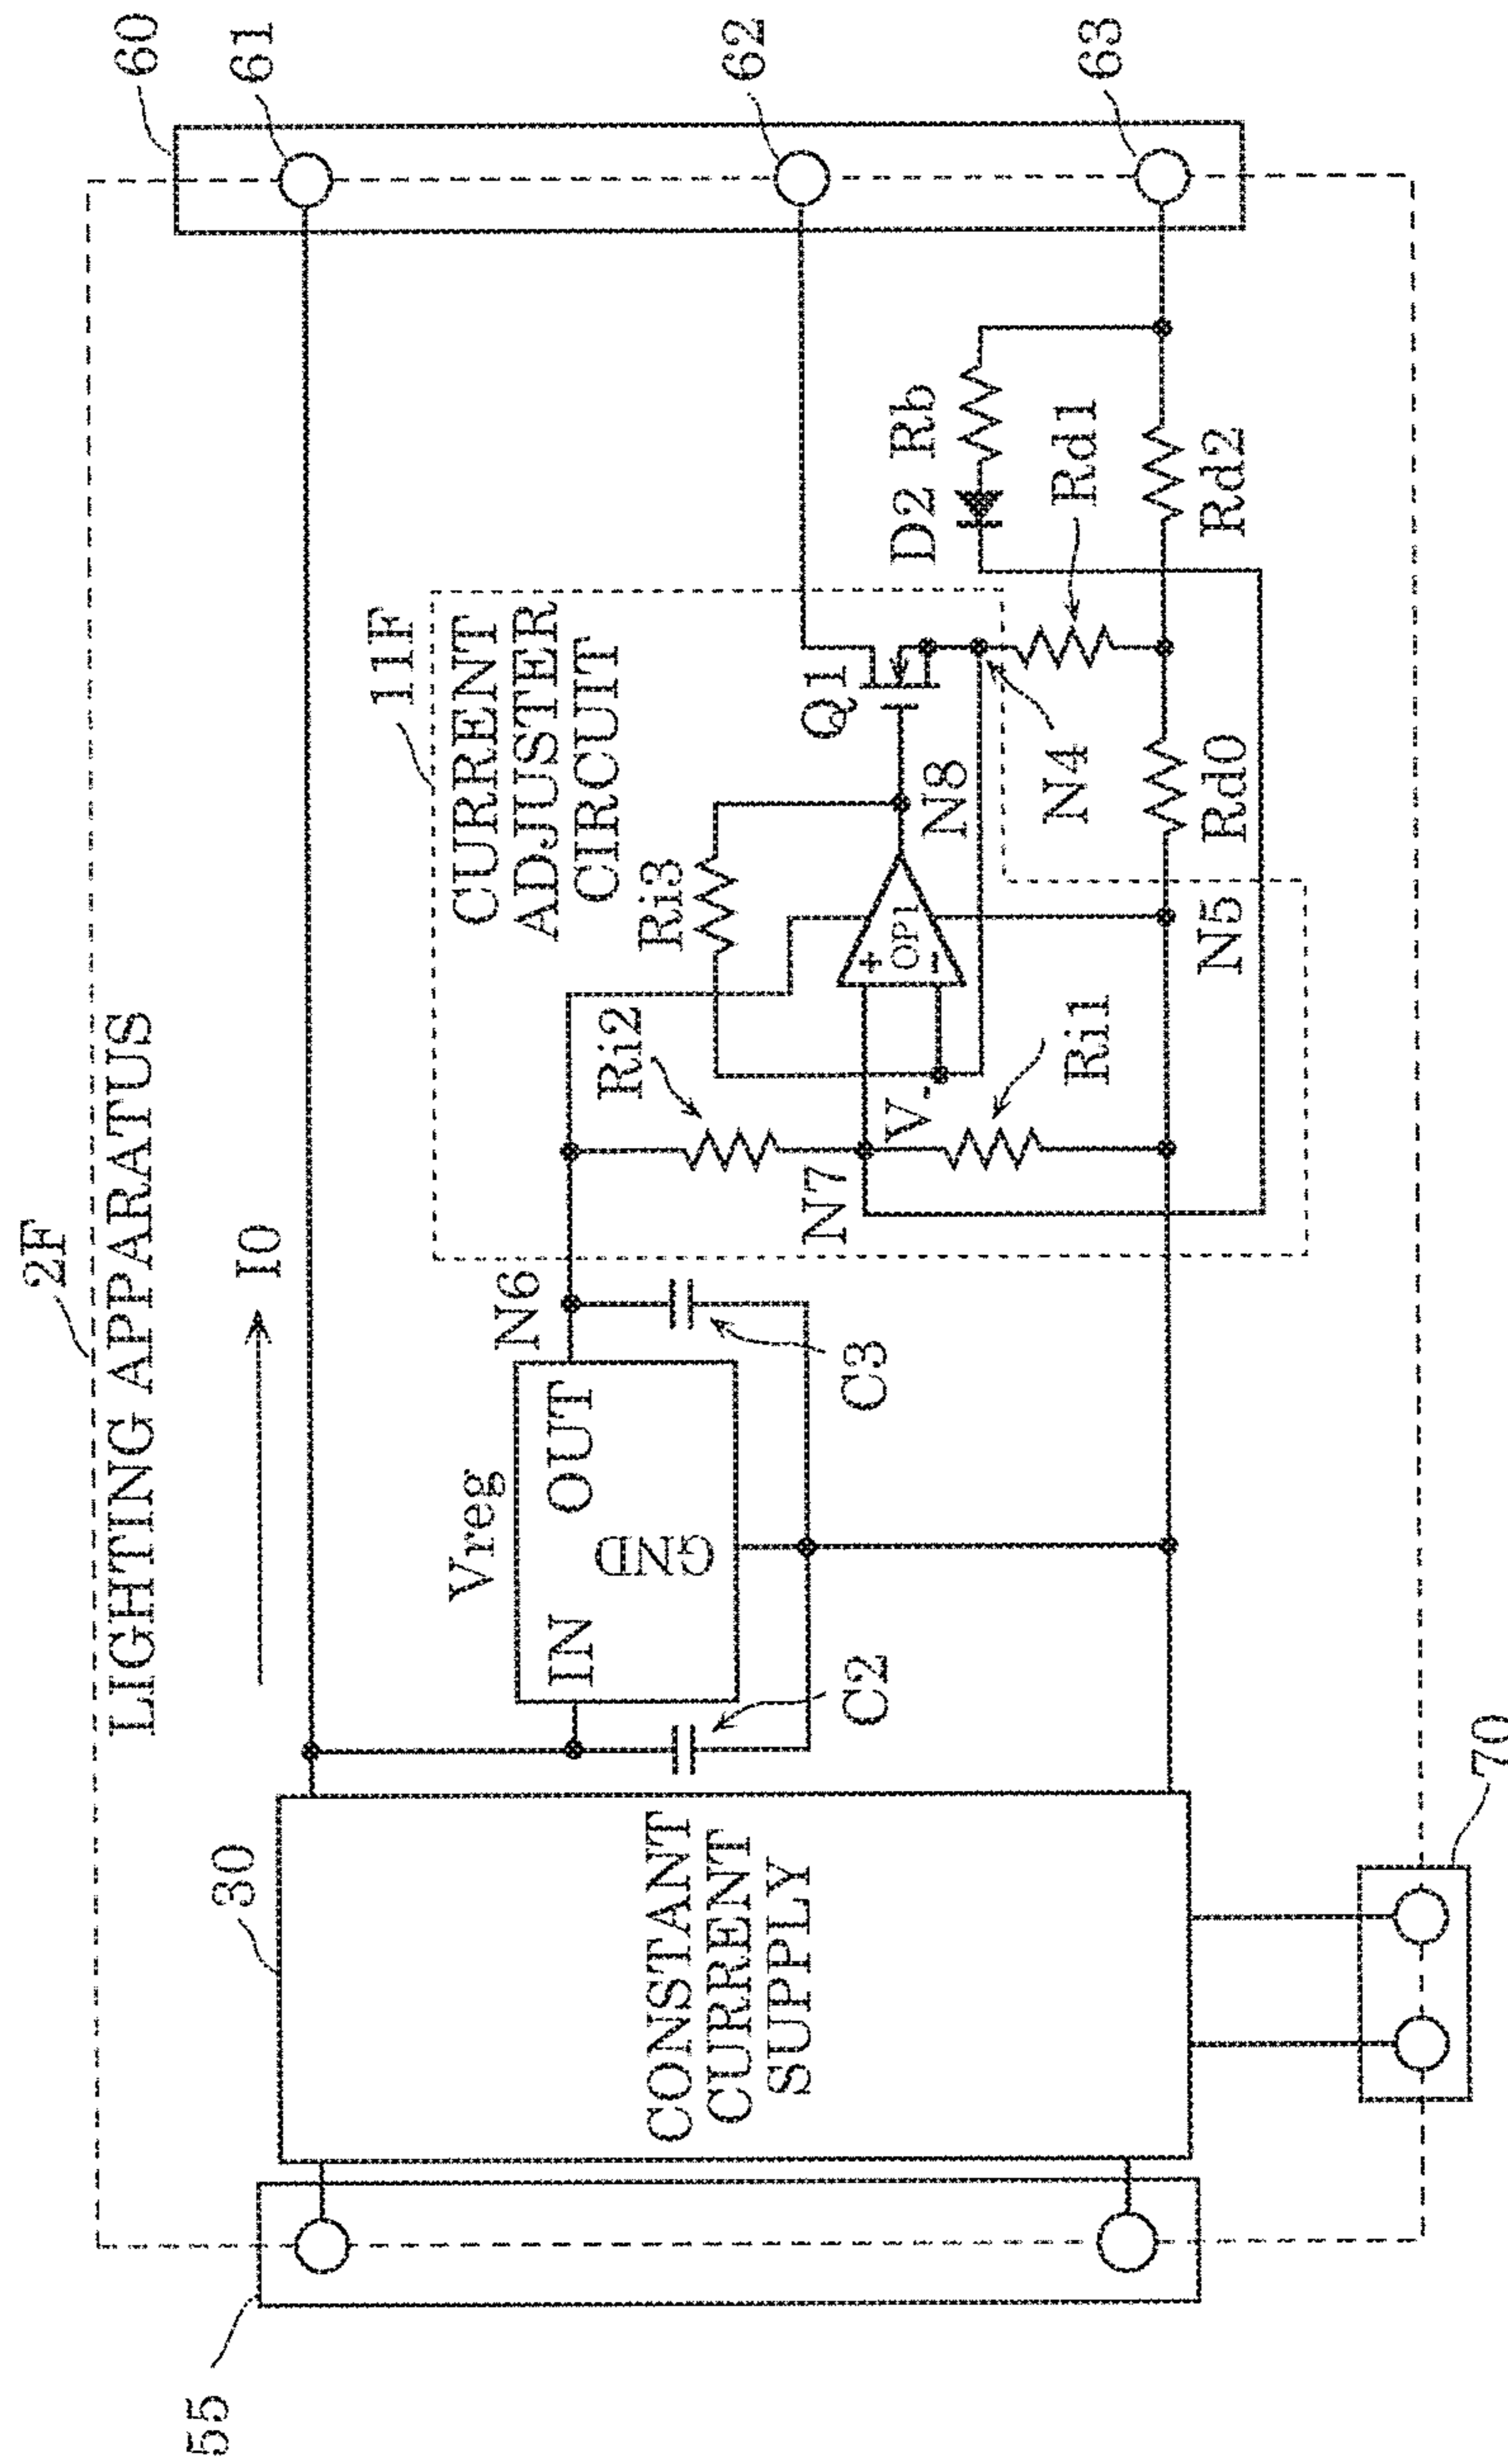 2F
LIGHTING APPARATUS
I0
60
61
62
63
30
CONSTANT
CURRENT
SUPPLY
55
70
Vreg
IN
OUT
GND
C2
C3
N6
11F
CURRENT
ADJUSTER
CIRCUIT
Ri2
Ri3
N7
V-
Ri1
+
OP1
-
N8
Q1
N4
N5
Rd0
D2
Rb
Rd1
Rd2